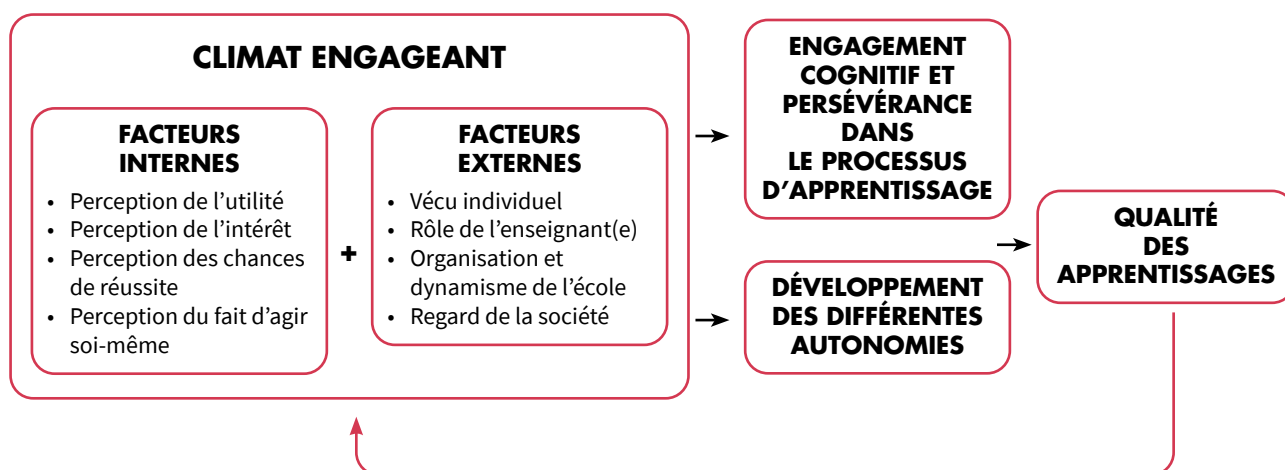 CLIMAT ENGAGEANT
FACTEURS
INTERNES
• Perception de l’utilité
• Perception de l’intérêt
• Perception des chances
de réussite
• Perception du fait d’agir
soi-même
+
FACTEURS
EXTERNES
• Vécu individuel
• Rôle de l’enseignant(e)
• Organisation et
dynamisme de l’école
• Regard de la société
ENGAGEMENT
COGNITIF ET
PERSÉVÉRANCE
DANS
LE PROCESSUS
D’APPRENTISSAGE
DÉVELOPPEMENT
DES DIFFÉRENTES
AUTONOMIES
QUALITÉ
DES
APPRENTISSAGES